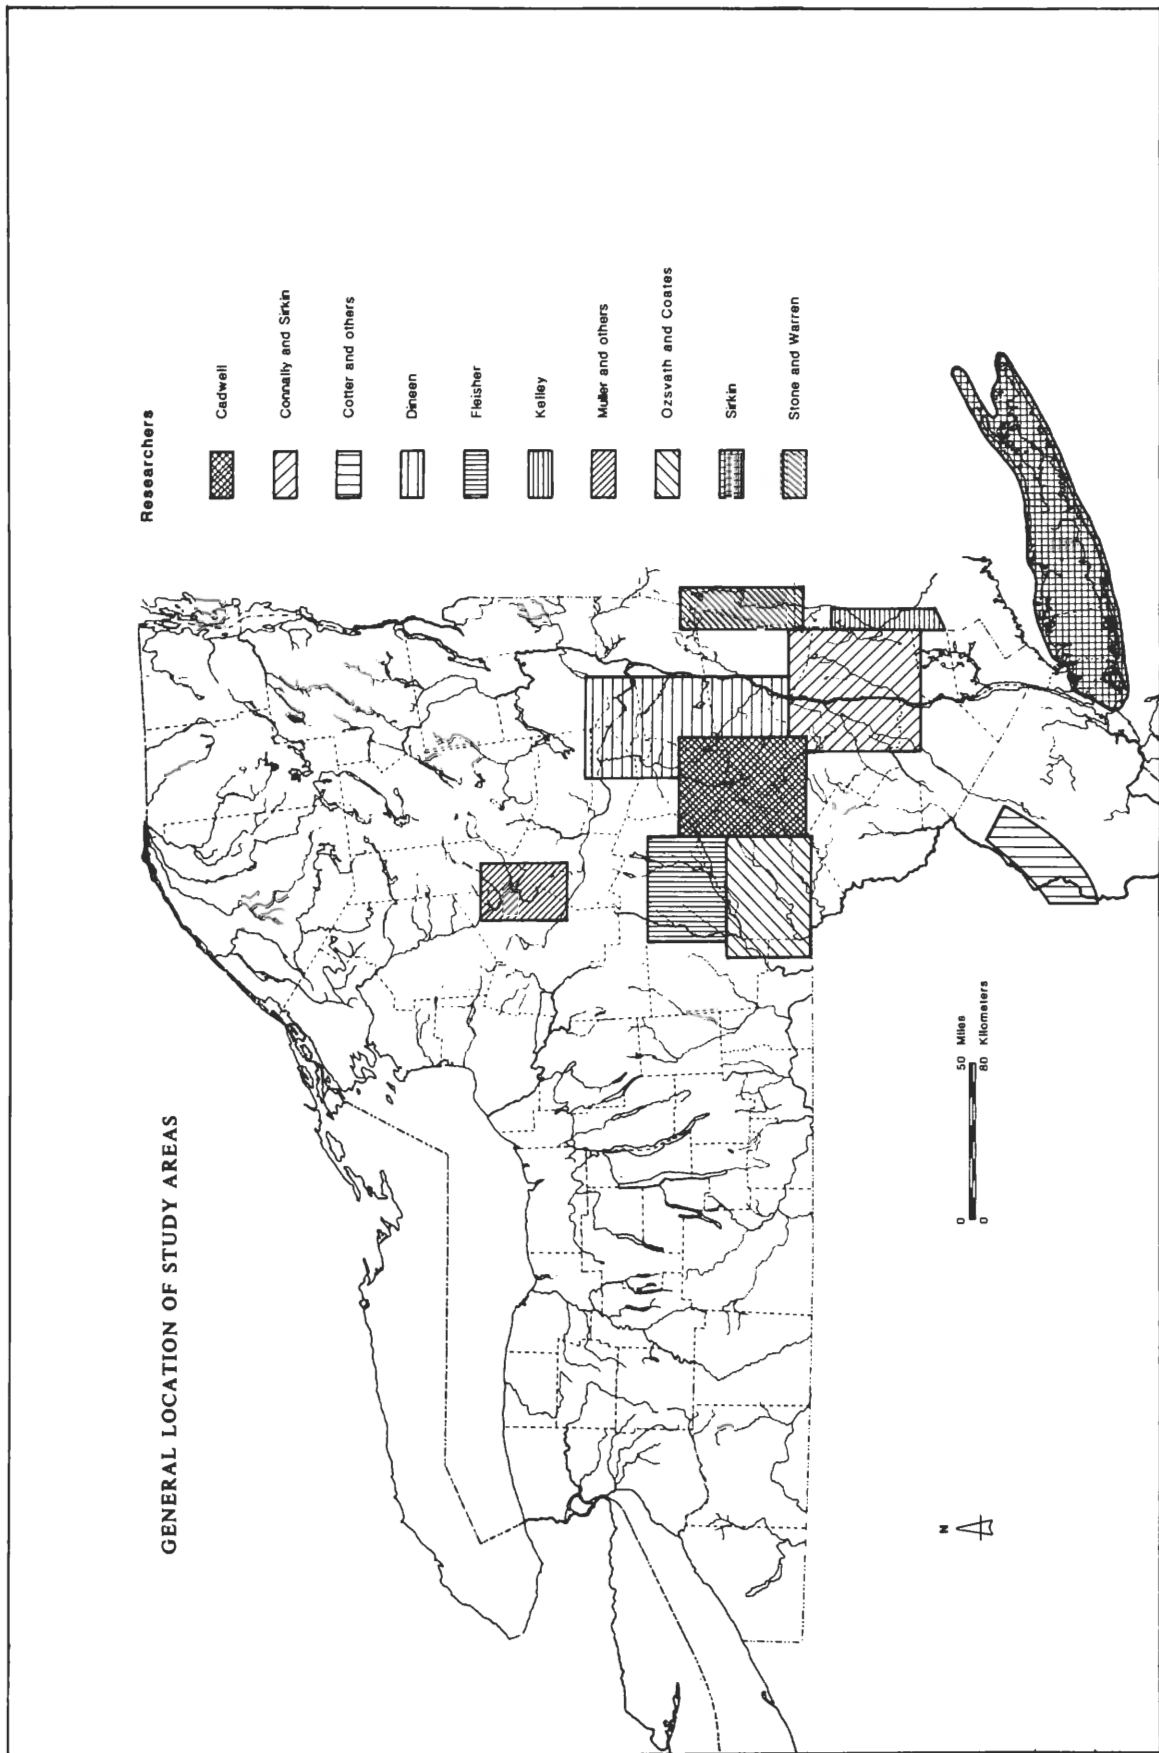 GENERAL LOCATION OF STUDY AREAS
Researchers
Cadwell
Connally and Sirkin
Cotter and others
Dineen
Fleisher
Kelley
Muller and others
Ozsvath and Coates
Sirkin
Stone and Warren
N
0 50 Miles
0 80 Kilometers